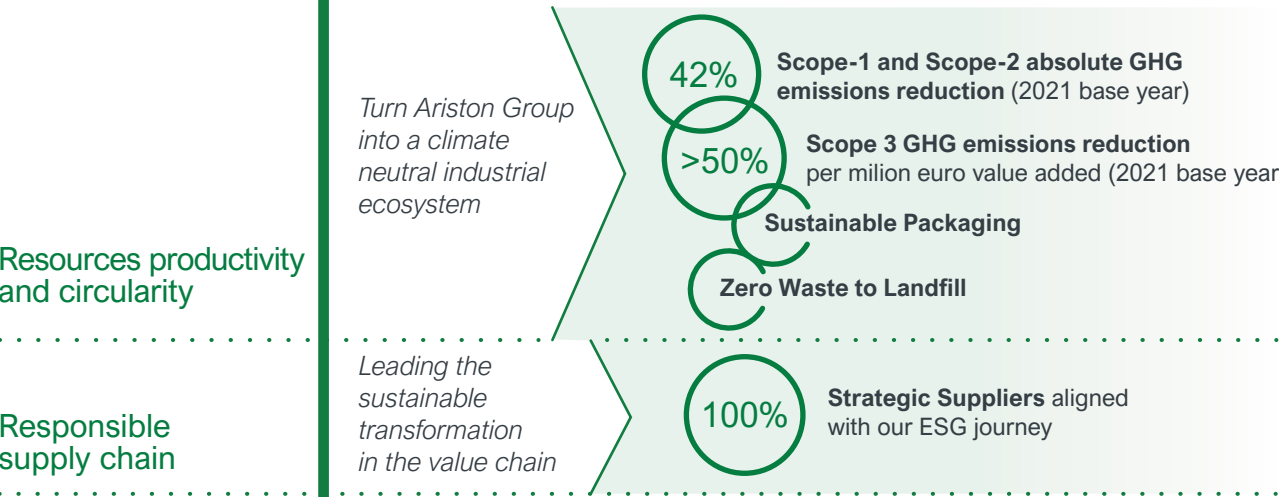 Resources productivity
and circularity
Turn Ariston Group
into a climate
neutral industrial
ecosystem
42%
Scope-1 and Scope-2 absolute GHG
emissions reduction (2021 base year)
>50%
Scope 3 GHG emissions reduction
per milion euro value added (2021 base year
Sustainable Packaging
Zero Waste to Landfill
Responsible
supply chain
Leading the
sustainable
transformation
in the value chain
100%
Strategic Suppliers aligned
with our ESG journey